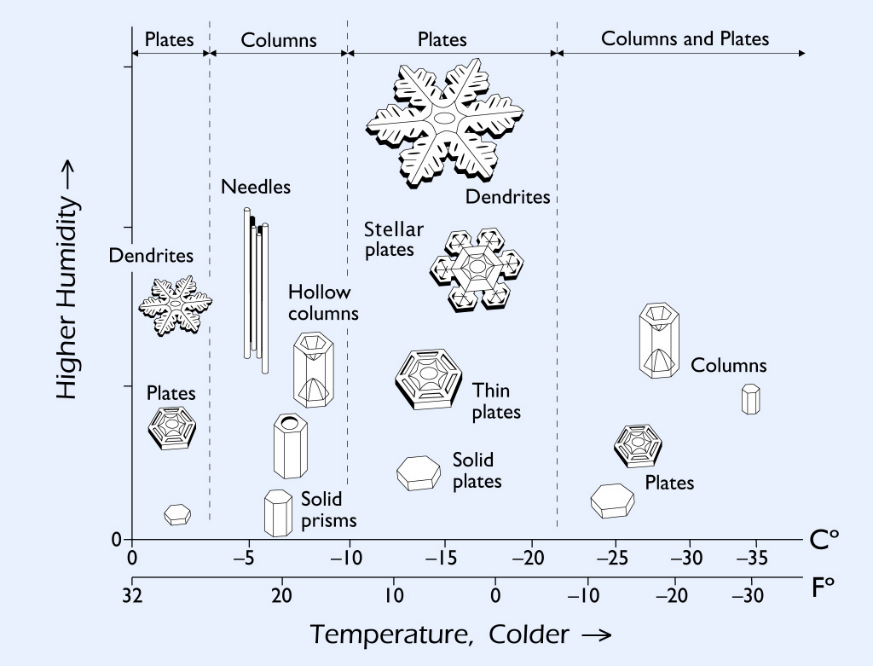 Plates
Columns
Plates
Columns and Plates
Higher Humidity →
Dendrites
Needles
Dendrites
Stellar
plates
Hollow
columns
Columns
Plates
Thin
plates
Solid
plates
Plates
Solid
prisms
0
0 –5 –10 –15 –20 –25 –30 –35 C°
32 20 10 0 –10 –20 –30 F°
Temperature, Colder →